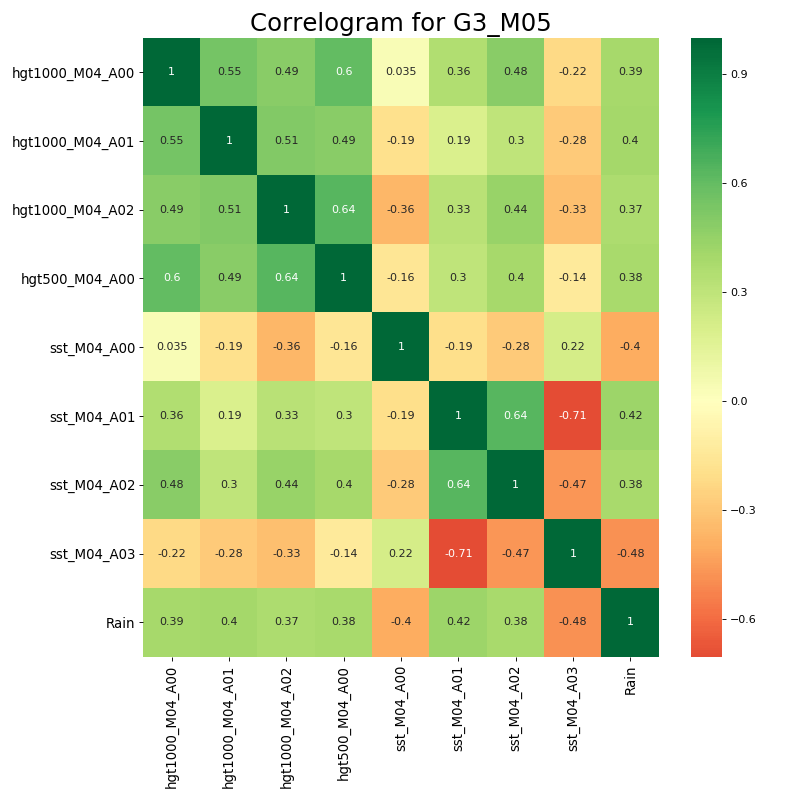 Correlogram for G3_M05
hgt1000_M04_A00 1 0.55 0.49 0.6 0.035 0.36 0.48 -0.22 0.39
hgt1000_M04_A01 0.55 1 0.51 0.49 -0.19 0.19 0.3 -0.28 0.4
hgt1000_M04_A02 0.49 0.51 1 0.64 -0.36 0.33 0.44 -0.33 0.37
hgt500_M04_A00 0.6 0.49 0.64 1 -0.16 0.3 0.4 -0.14 0.38
sst_M04_A00 0.035 -0.19 -0.36 -0.16 1 -0.19 -0.28 0.22 -0.4
sst_M04_A01 0.36 0.19 0.33 0.3 -0.19 1 0.64 -0.71 0.42
sst_M04_A02 0.48 0.3 0.44 0.4 -0.28 0.64 1 -0.47 0.38
sst_M04_A03 -0.22 -0.28 -0.33 -0.14 0.22 -0.71 -0.47 1 -0.48
Rain 0.39 0.4 0.37 0.38 -0.4 0.42 0.38 -0.48 1
hgt1000_M04_A00
hgt1000_M04_A01
hgt1000_M04_A02
hgt500_M04_A00
sst_M04_A00
sst_M04_A01
sst_M04_A02
sst_M04_A03
Rain
0.9
0.6
0.3
0.0
−0.3
−0.6